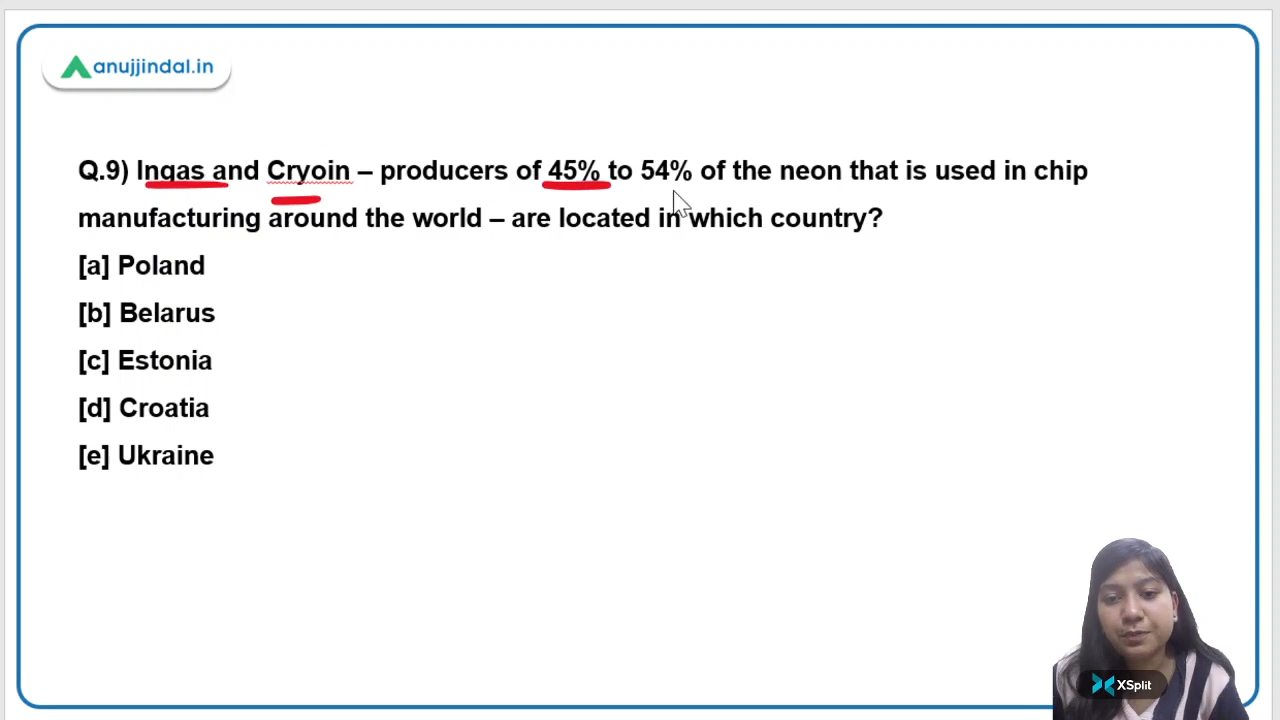 anujjindal.in
Q.9) Ingas and Cryoin – producers of 45% to 54% of the neon that is used in chip
manufacturing around the world – are located in which country?
[a] Poland
[b] Belarus
[c] Estonia
[d] Croatia
[e] Ukraine
XSplit